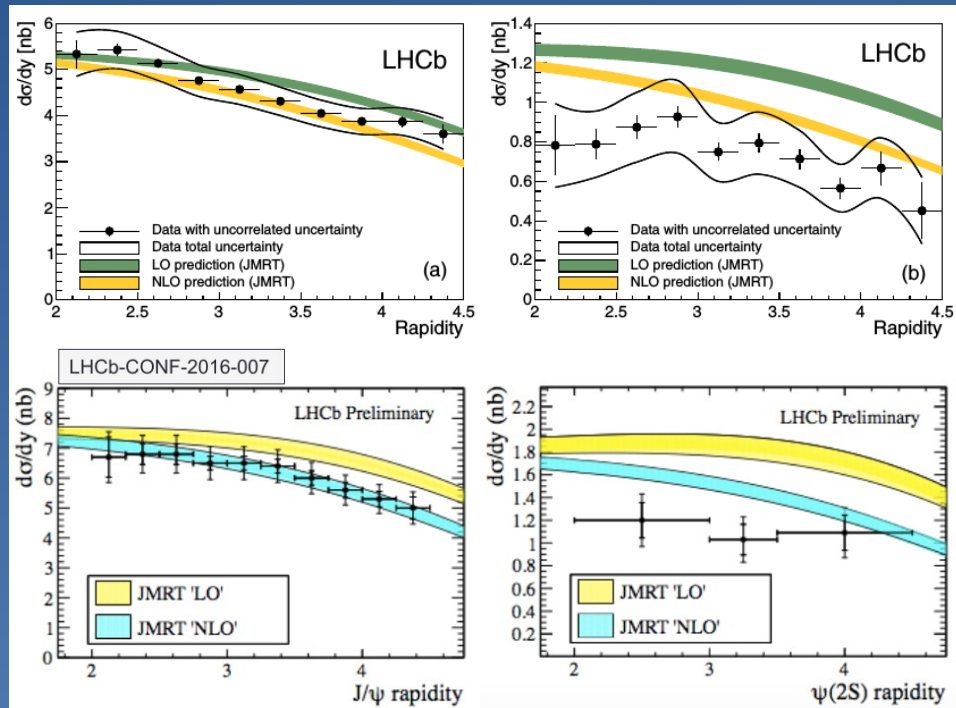 dσ/dy [nb]
6
5
4
3
2
1
0
LHCb
Data with uncorrelated uncertainty
Data total uncertainty
LO prediction (JMRT)
NLO prediction (JMRT)
(a)
2 2.5 3 3.5 4 4.5
Rapidity
dσ/dy [nb]
1.4
1.2
1
0.8
0.6
0.4
0.2
0
LHCb
Data with uncorrelated uncertainty
Data total uncertainty
LO prediction (JMRT)
NLO prediction (JMRT)
(b)
2 2.5 3 3.5 4 4.5
Rapidity
LHCb-CONF-2016-007
dσ/dy (nb)
9
8
7
6
5
4
3
2
1
0
LHCb Preliminary
JMRT 'LO'
JMRT 'NLO'
2 3 4
J/ψ rapidity
dσ/dy (nb)
2.2
2
1.8
1.6
1.4
1.2
1
0.8
0.6
0.4
0.2
LHCb Preliminary
JMRT 'LO'
JMRT 'NLO'
2 3 4
ψ(2S) rapidity